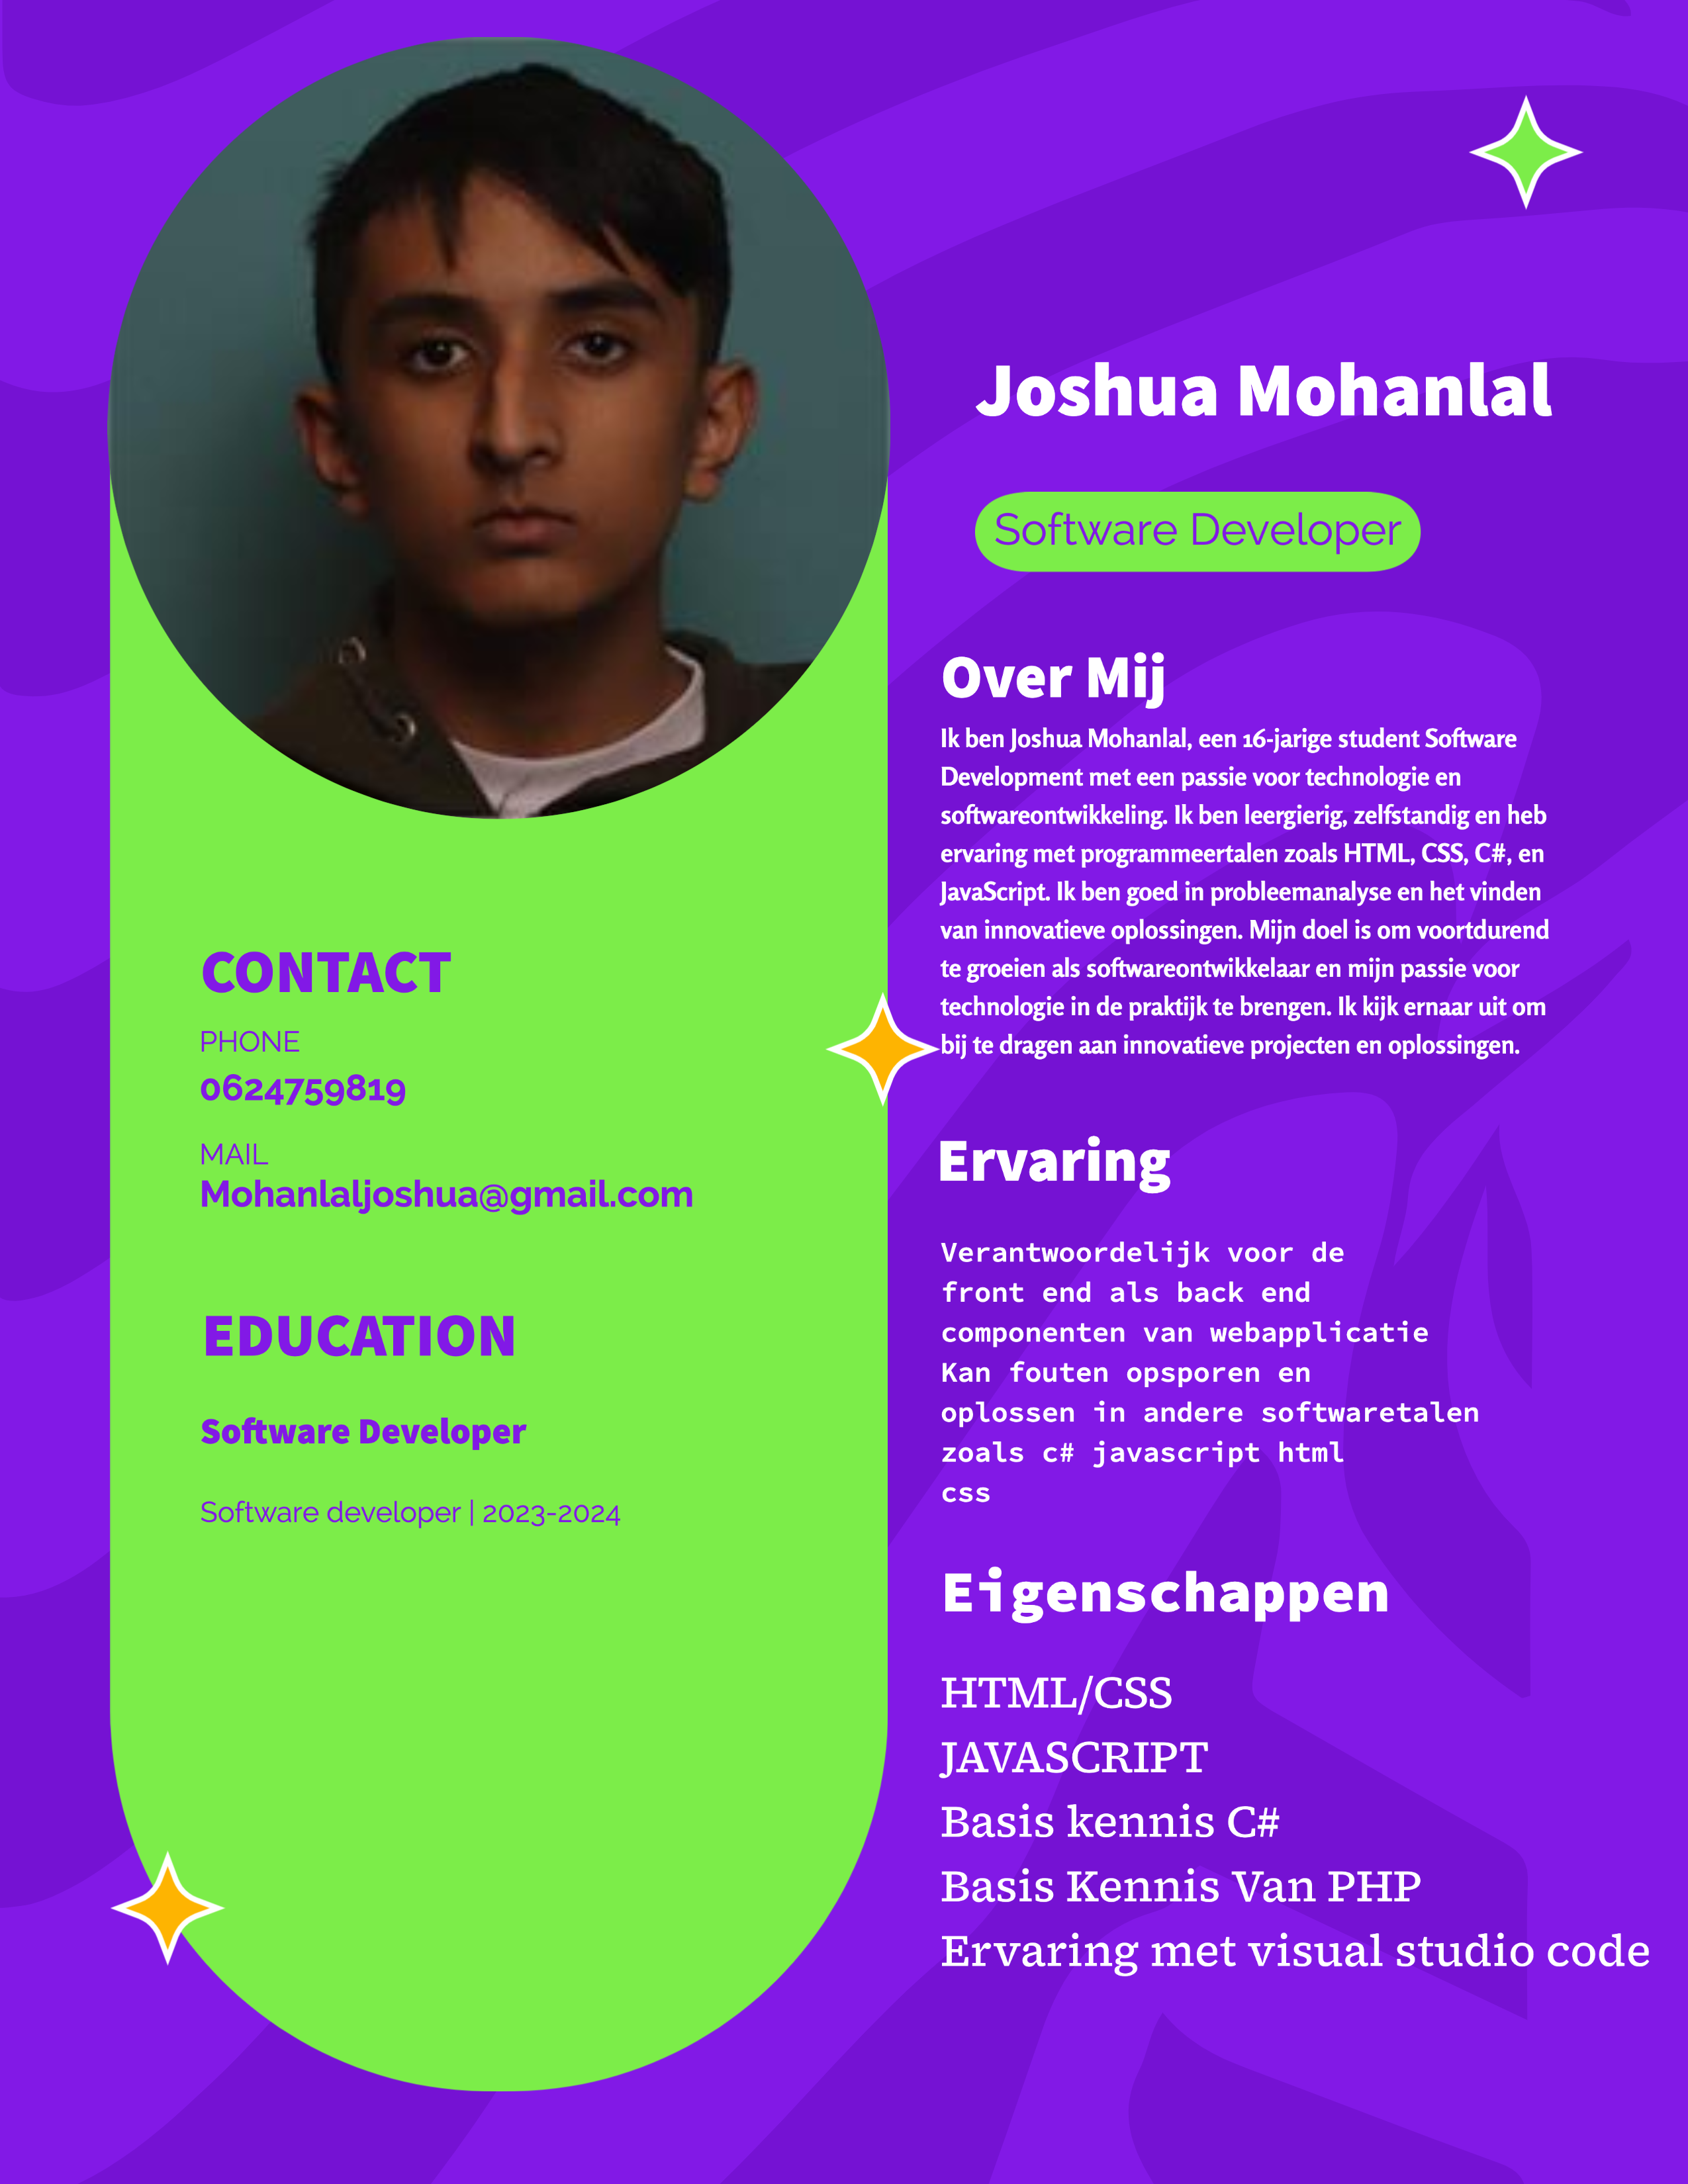 Joshua Mohanlal
Software Developer
Over Mij
Ik ben Joshua Mohanlal, een 16-jarige student Software
Development met een passie voor technologie en
softwareontwikkeling. Ik ben leergierig, zelfstandig en heb
ervaring met programmeertalen zoals HTML, CSS, C#, en
JavaScript. Ik ben goed in probleemanalyse en het vinden
van innovatieve oplossingen. Mijn doel is om voortdurend
te groeien als softwareontwikkelaar en mijn passie voor
technologie in de praktijk te brengen. Ik kijk ernaar uit om
bij te dragen aan innovatieve projecten en oplossingen.
CONTACT
PHONE
0624759819
MAIL
Mohanlaljoshua@gmail.com
EDUCATION
Software Developer
Software developer | 2023-2024
Ervaring
Verantwoordelijk voor de
front end als back end
componenten van webapplicatie
Kan fouten opsporen en
oplossen in andere softwaretalen
zoals c# javascript html
css
Eigenschappen
HTML/CSS
JAVASCRIPT
Basis kennis C#
Basis Kennis Van PHP
Ervaring met visual studio code